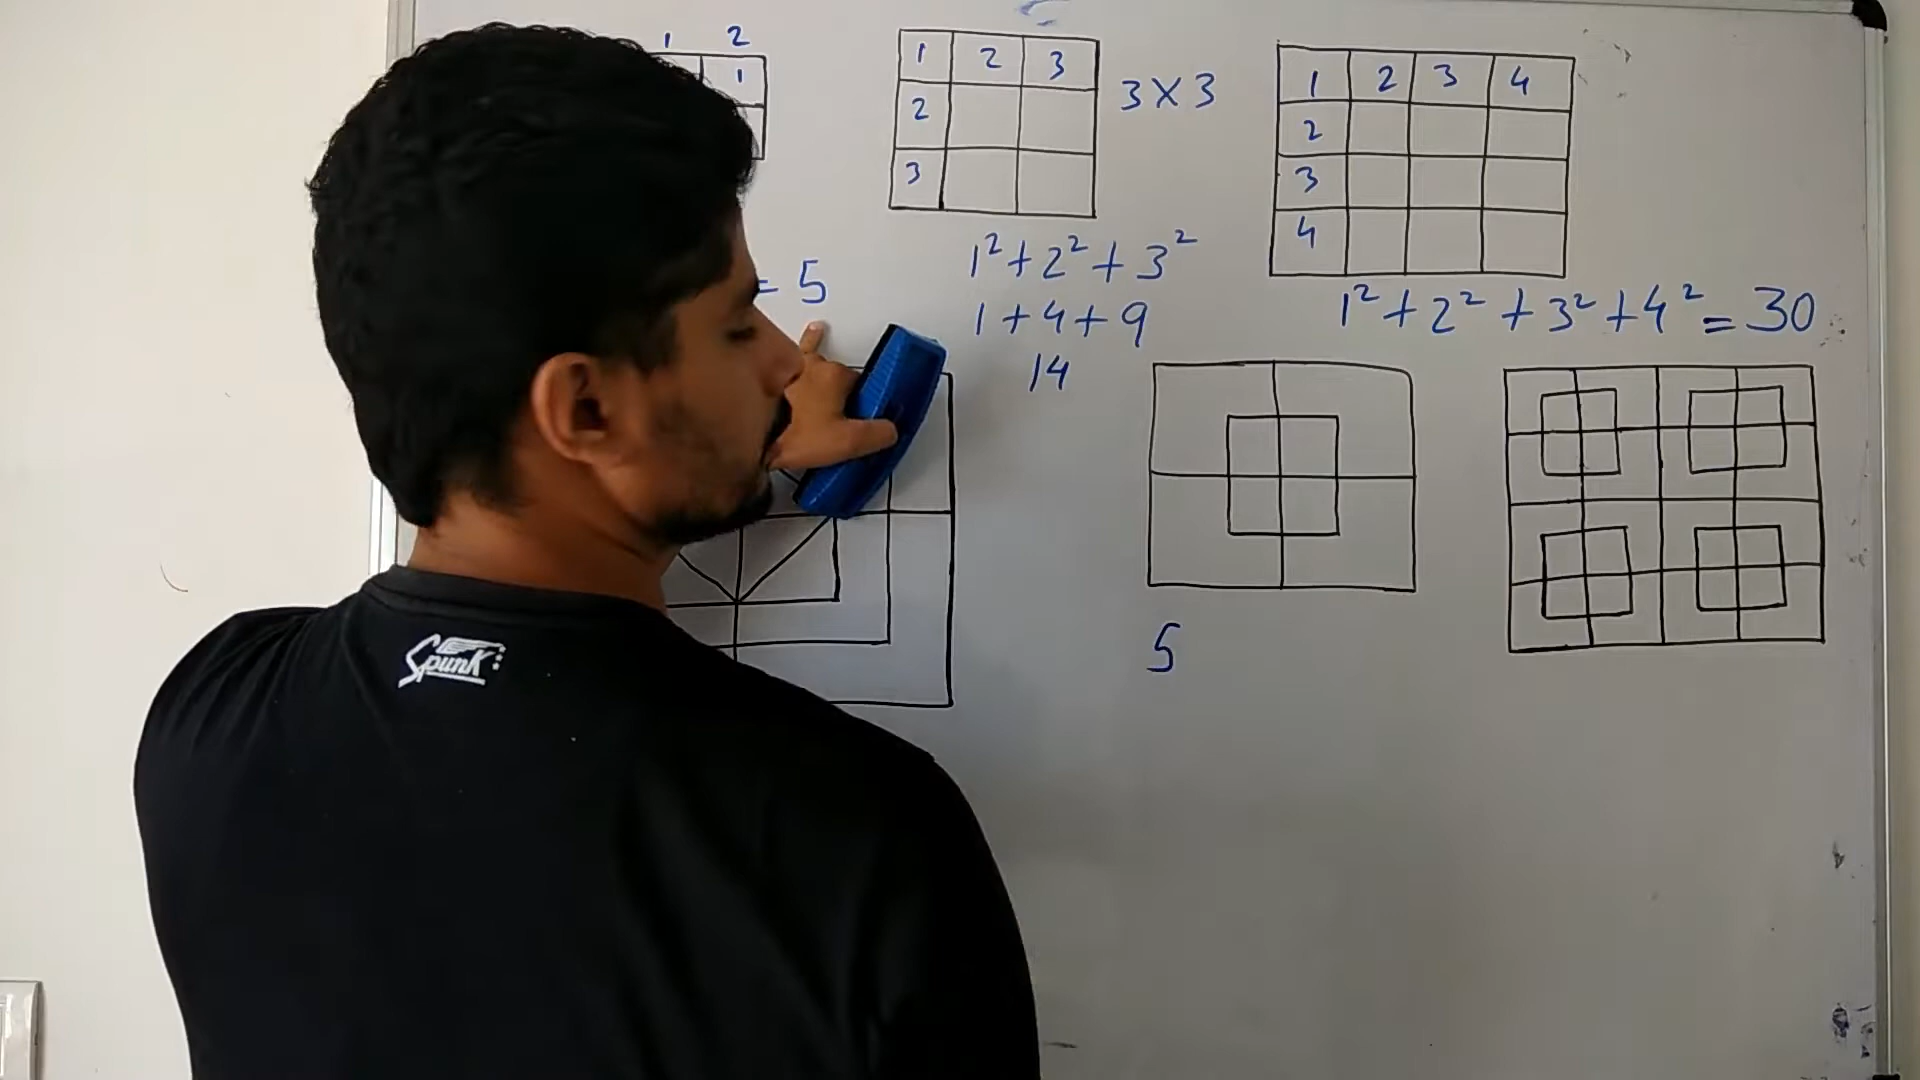 1 2
1
1 2 3
2
3
3 X 3
1 2 3 4
2
3
4
= 5
1² + 2² + 3²
1 + 4 + 9
14
1² + 2² + 3² + 4² = 30
5
Spunk